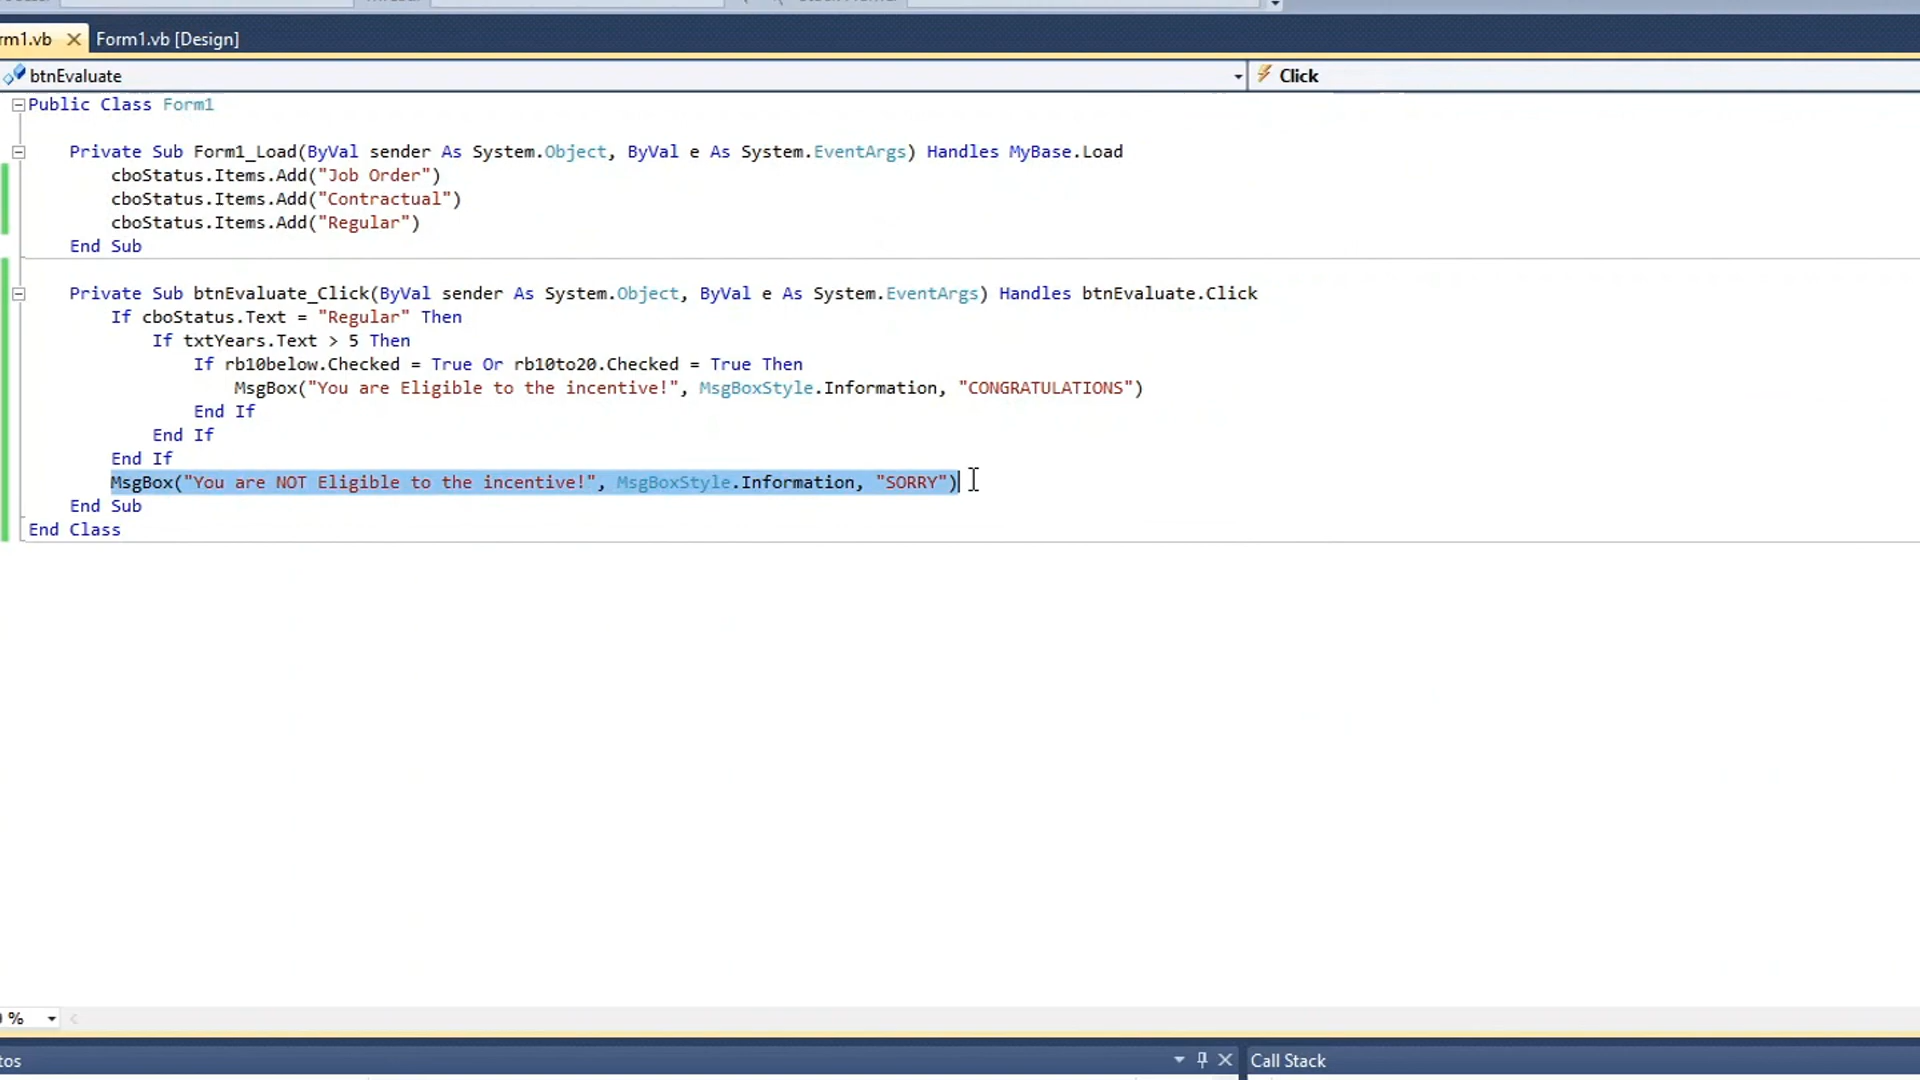 rm1.vb
Form1.vb [Design]
btnEvaluate
Click
Public Class Form1
Private Sub Form1_Load(ByVal sender As System.Object, ByVal e As System.EventArgs) Handles MyBase.Load
cboStatus.Items.Add("Job Order")
cboStatus.Items.Add("Contractual")
cboStatus.Items.Add("Regular")
End Sub
Private Sub btnEvaluate_Click(ByVal sender As System.Object, ByVal e As System.EventArgs) Handles btnEvaluate.Click
If cboStatus.Text = "Regular" Then
If txtYears.Text > 5 Then
If rb10below.Checked = True Or rb10to20.Checked = True Then
MsgBox("You are Eligible to the incentive!", MsgBoxStyle.Information, "CONGRATULATIONS")
End If
End If
End If
MsgBox("You are NOT Eligible to the incentive!", MsgBoxStyle.Information, "SORRY")
End Sub
End Class
%
tos
Call Stack